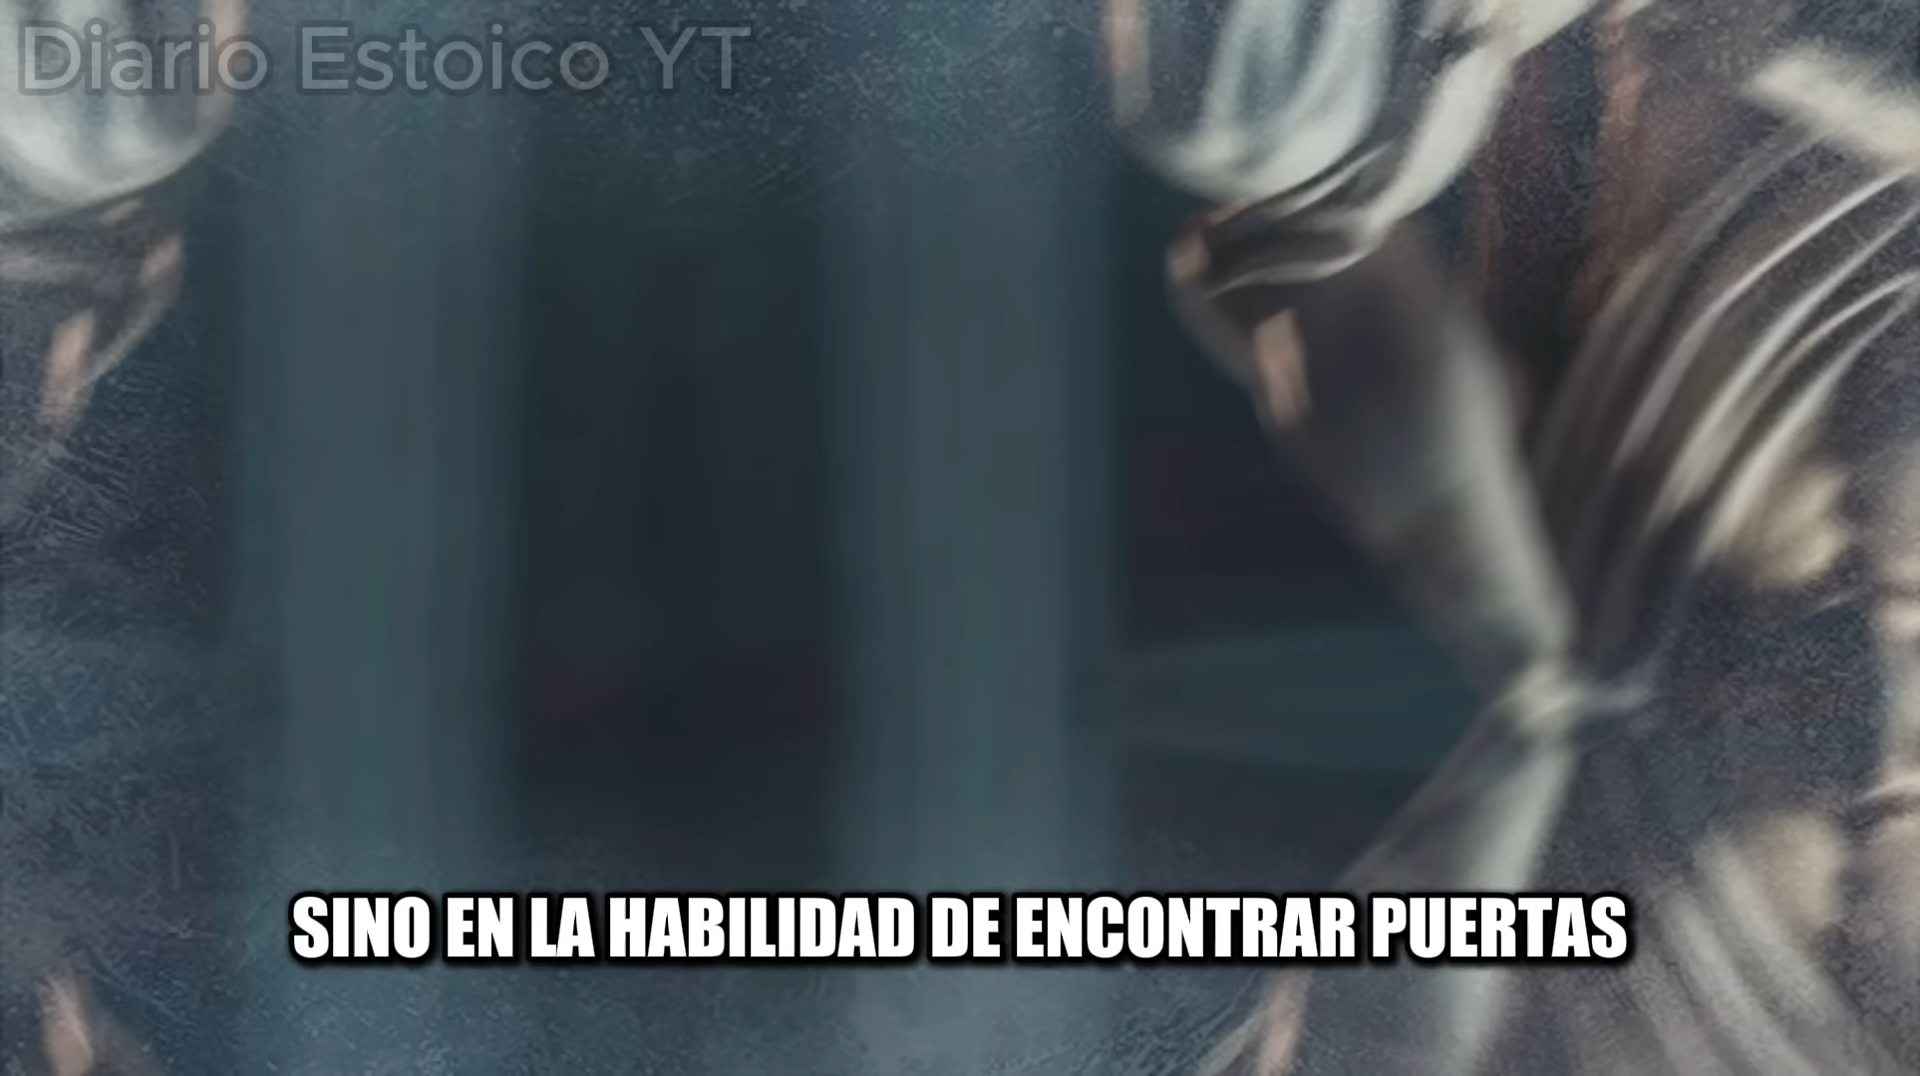 Diario Estoico YT
SINO EN LA HABILIDAD DE ENCONTRAR PUERTAS